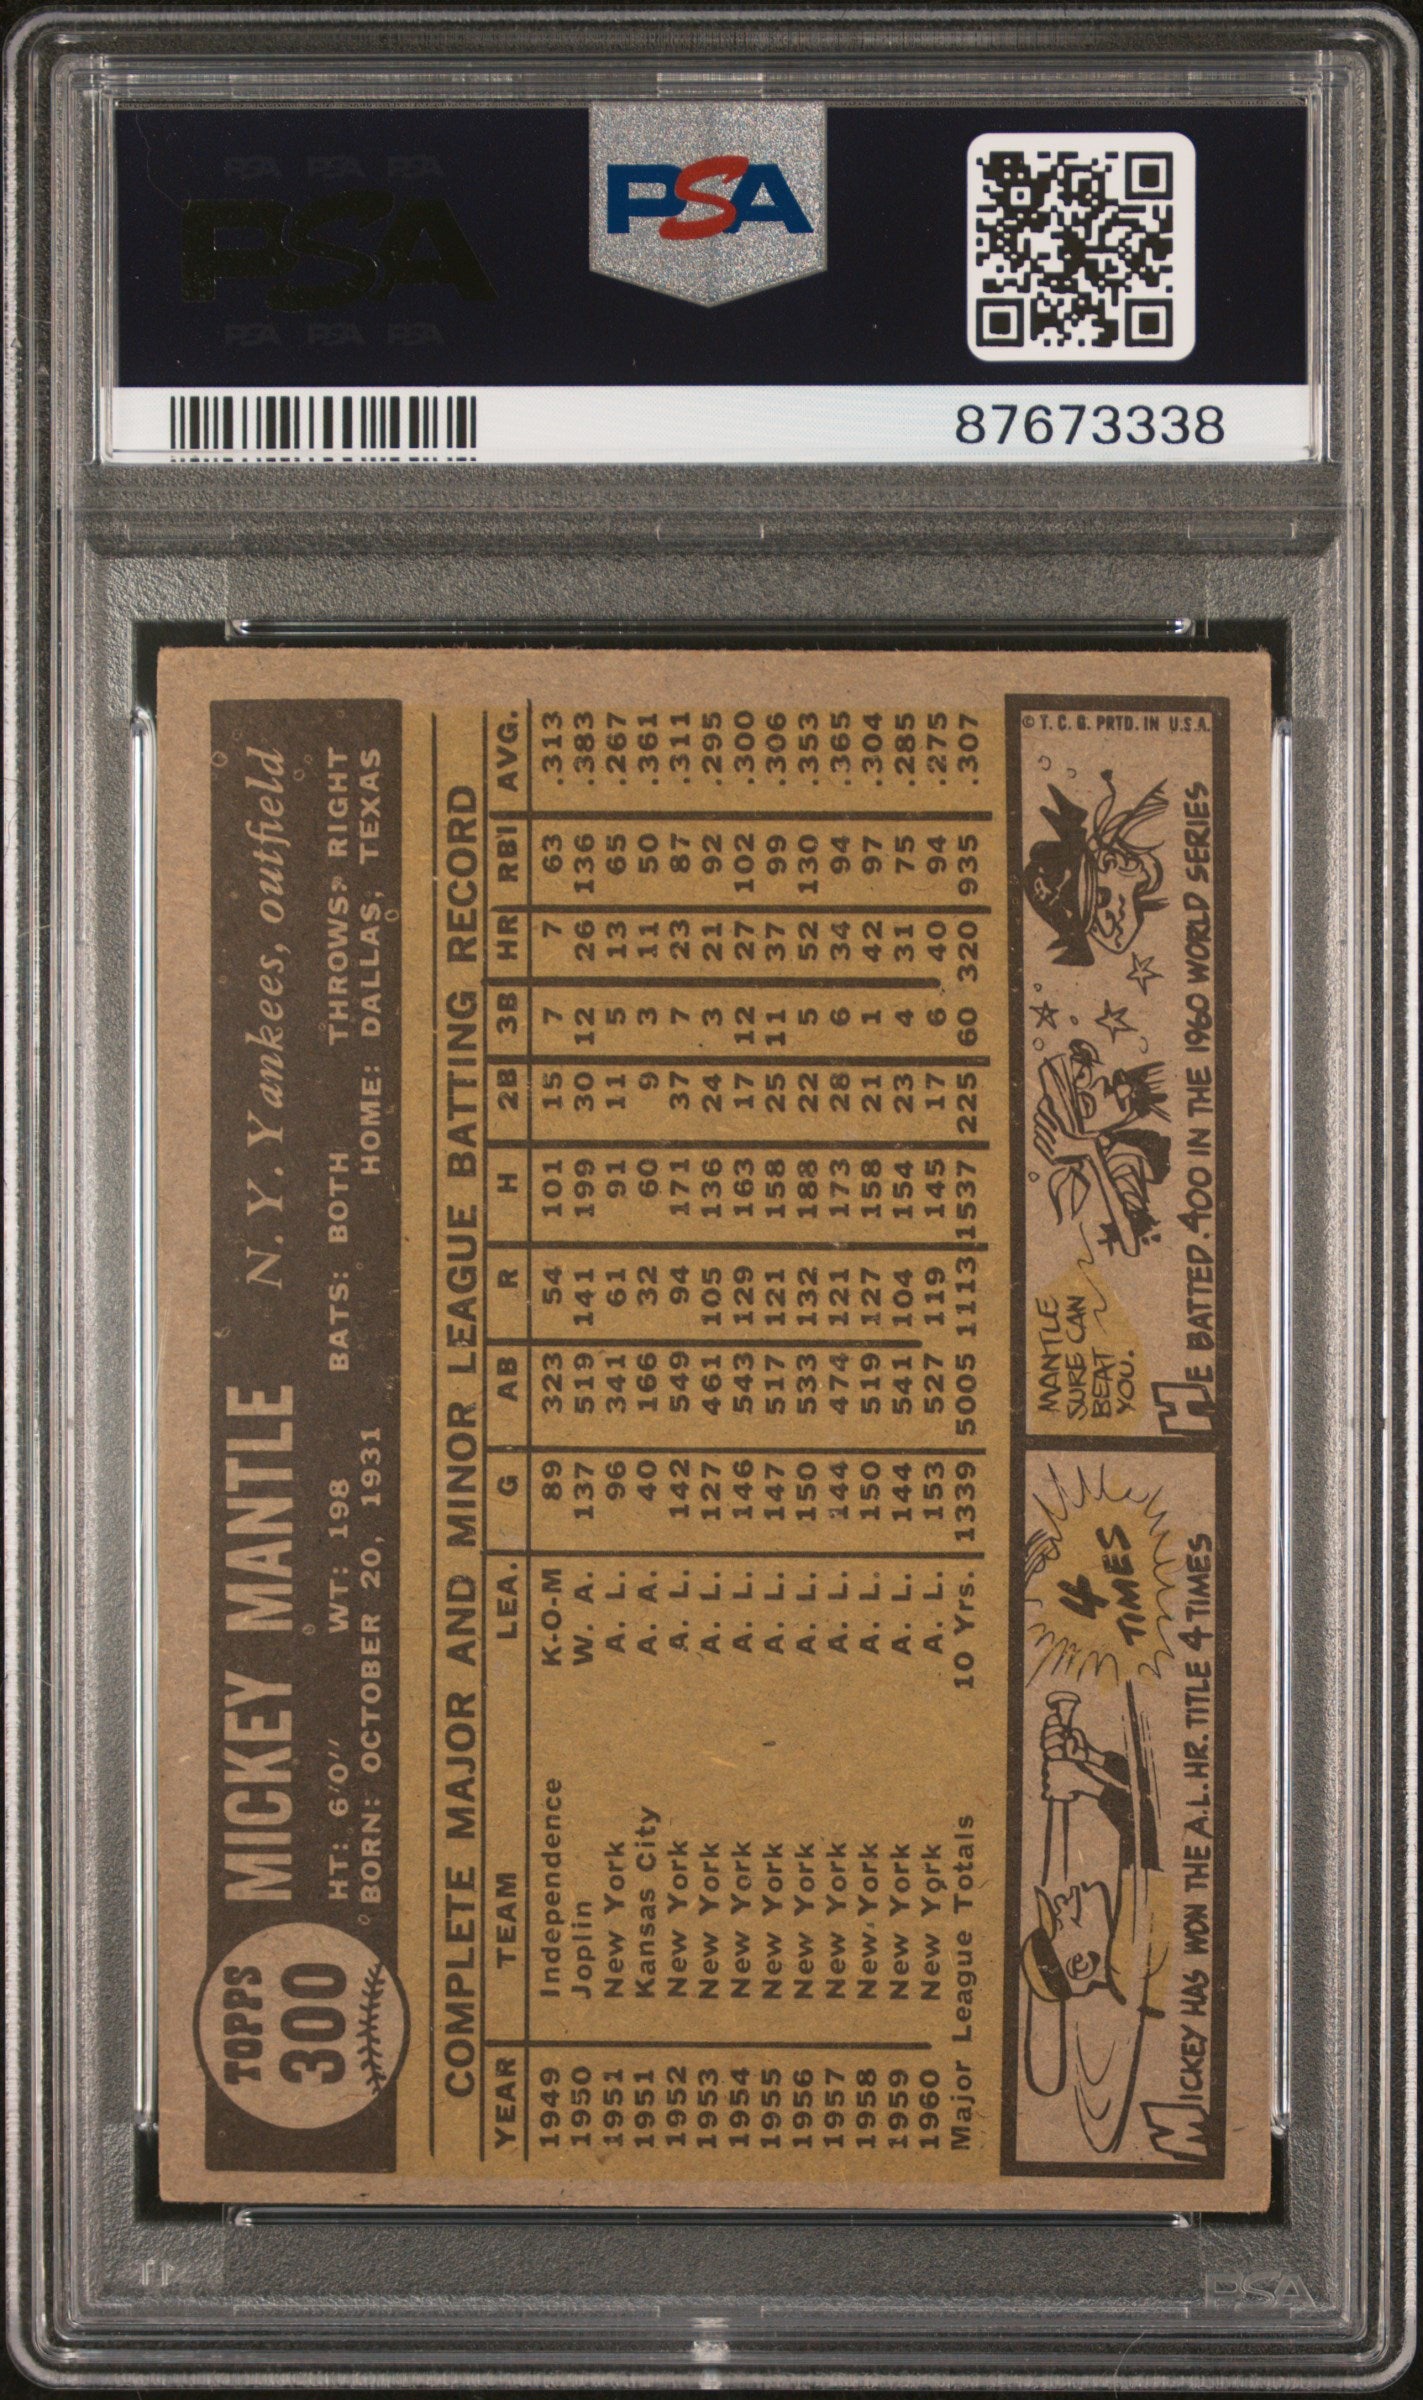 PSA PSA PSA
PSA
PSA PSA PSA
PSA
87673338
TOPPS
300
MICKEY MANTLE N. Y. Yankees, outfield
HT: 6'0" WT: 198 BATS: BOTH THROWS: RIGHT
BORN: OCTOBER 20, 1931 HOME: DALLAS, TEXAS
COMPLETE MAJOR AND MINOR LEAGUE BATTING RECORD
YEAR TEAM LEA. G AB R H 2B 3B HR RBI AVG.
1949 Independence K-O-M 89 323 54 101 15 7 7 63 .313
1950 Joplin W. A. 137 519 141 199 30 12 26 136 .383
1951 New York A. L. 96 341 61 91 11 5 13 65 .267
1951 Kansas City A. A. 40 166 32 60 9 3 11 50 .361
1952 New York A. L. 142 549 94 171 37 7 23 87 .311
1953 New York A. L. 127 461 105 136 24 3 21 92 .295
1954 New York A. L. 146 543 129 163 17 12 27 102 .300
1955 New York A. L. 147 517 121 158 25 11 37 99 .306
1956 New York A. L. 150 533 132 188 22 5 52 130 .353
1957 New York A. L. 144 474 121 173 28 6 34 94 .365
1958 New York A. L. 150 519 127 158 21 1 42 97 .304
1959 New York A. L. 144 541 104 154 23 4 31 75 .285
1960 New York A. L. 153 527 119 145 17 6 40 94 .275
Major League Totals 10 Yrs. 1339 5005 1113 1537 225 60 320 935 .307
4
TIMES
MICKEY HAS WON THE A.L. HR. TITLE 4 TIMES
MANTLE
SURE CAN
BEAT
YOU.
HE BATTED .400 IN THE 1960 WORLD SERIES
© T. C. G. PRTD. IN U.S.A.
PSA